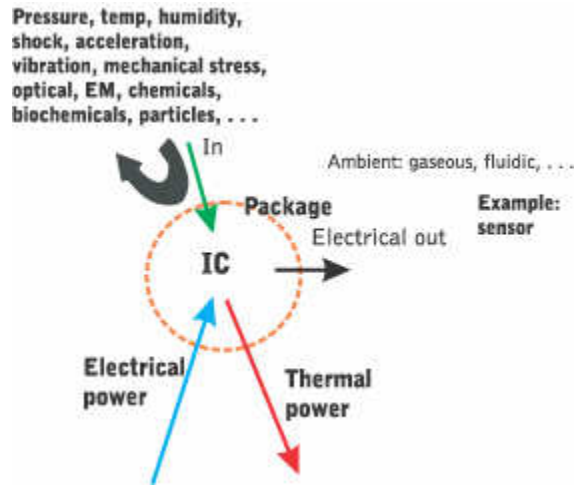 Pressure, temp, humidity,
shock, acceleration,
vibration, mechanical stress,
optical, EM, chemicals,
biochemicals, particles, . . .
In
Ambient: gaseous, fluidic, . . .
Package
Example:
sensor
Electrical out
IC
Electrical
power
Thermal
power